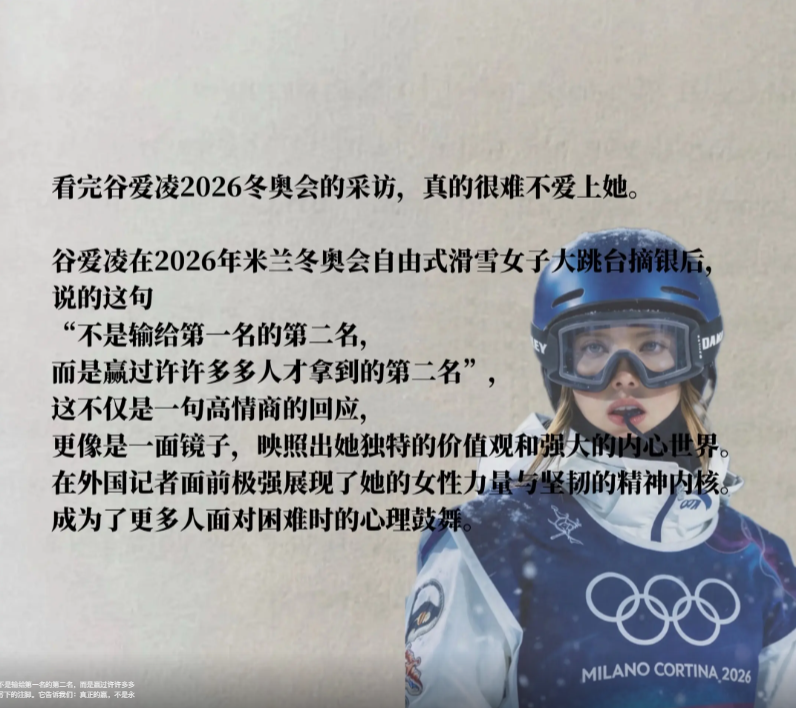 看完谷爱凌2026冬奥会的采访，真的很难不爱上她。
谷爱凌在2026年米兰冬奥会自由式滑雪女子大跳台摘银后，
说的这句
“不是输给第一名的第二名，
而是赢过许许多多人才拿到的第二名”，
这不仅是一句高情商的回应，
更像是一面镜子，映照出她独特的价值观和强大的内心世界。
在外国记者面前极强展现了她的女性力量与坚韧的精神内核。
成为了更多人面对困难时的心理鼓舞。
EY
OA
MILANO CORTINA 2026
不是输给第一名的第二名，而是赢过许许多多
下的注脚。它告诉我们：真正的赢，不是永